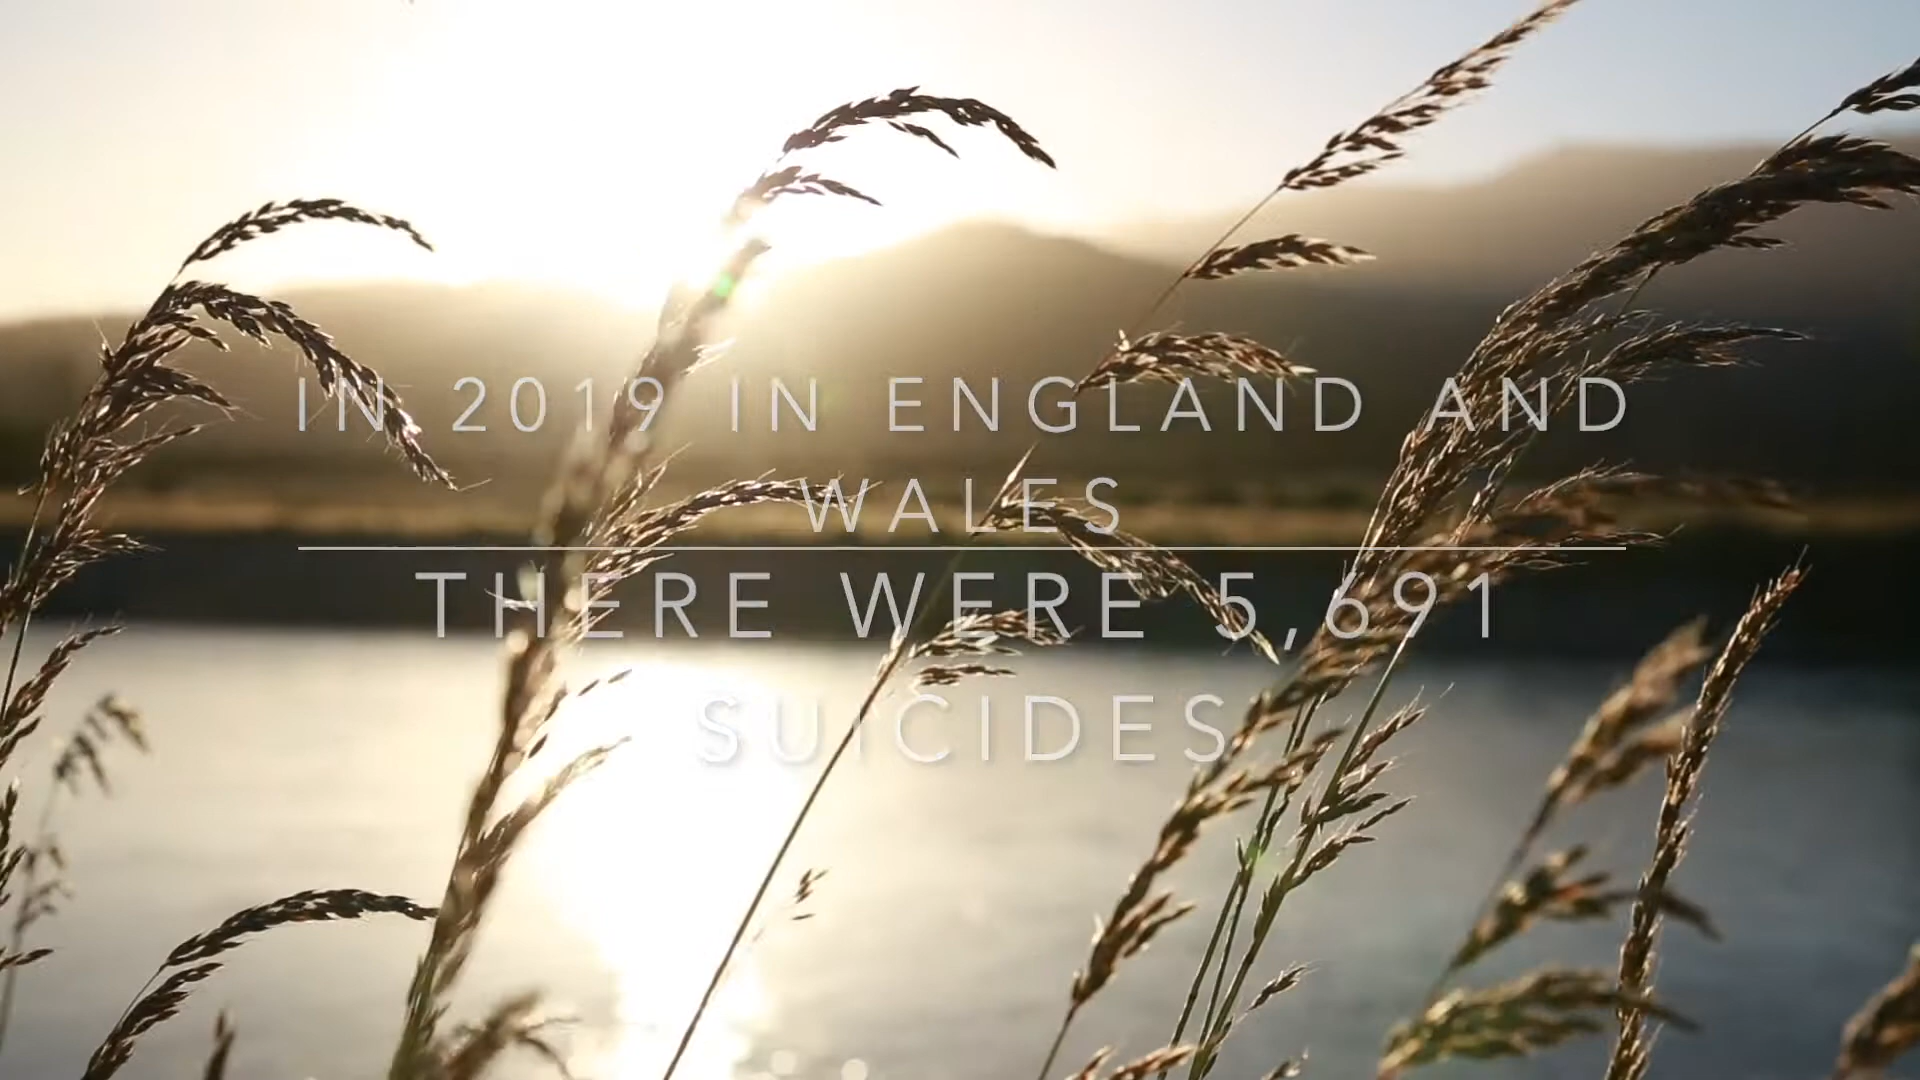 IN 2019 IN ENGLAND AND
WALES
THERE WERE 5,691
SUICIDES